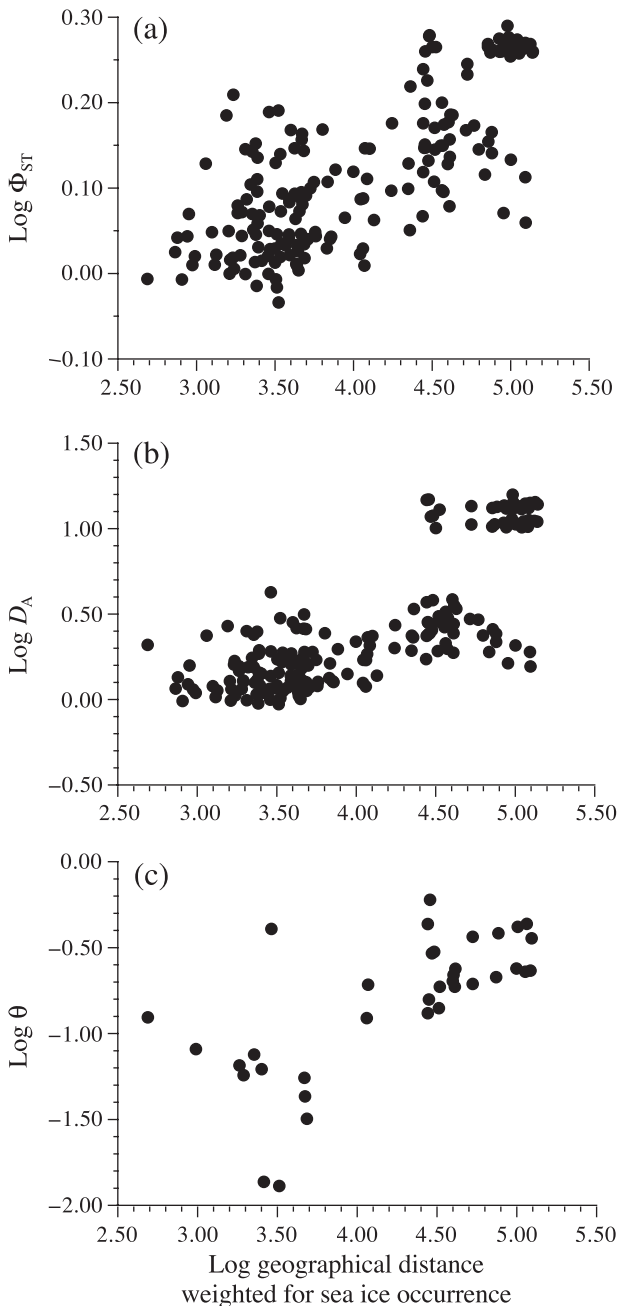 (a)
0.30
0.20
0.10
0.00
−0.10
Log Φ_ST
2.50 3.00 3.50 4.00 4.50 5.00 5.50
(b)
1.50
1.00
0.50
0.00
−0.50
Log D_A
2.50 3.00 3.50 4.00 4.50 5.00 5.50
(c)
0.00
−0.50
−1.00
−1.50
−2.00
Log θ
2.50 3.00 3.50 4.00 4.50 5.00 5.50
Log geographical distance
weighted for sea ice occurrence